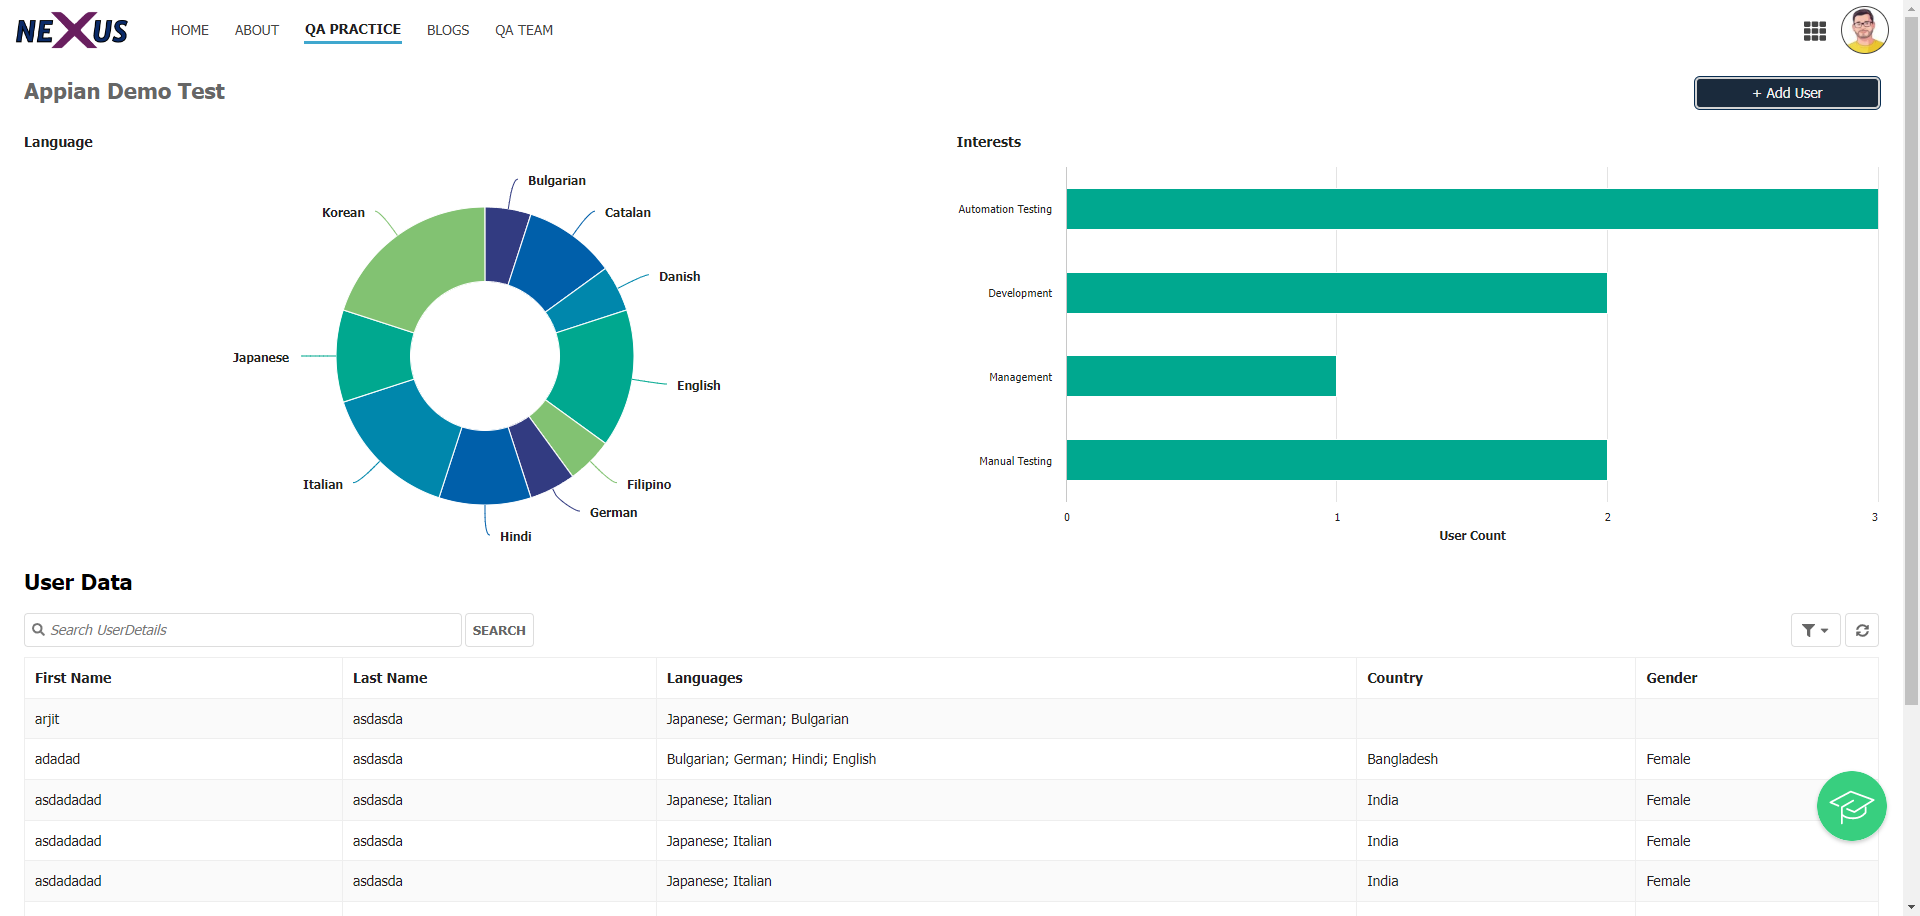 NEXUS HOME ABOUT QA PRACTICE BLOGS QA TEAM
Appian Demo Test
+ Add User
Language
Bulgarian
Catalan
Danish
English
Filipino
German
Hindi
Italian
Japanese
Korean
Interests
Automation Testing
Development
Management
Manual Testing
0 1 2 3
User Count
User Data
Search UserDetails SEARCH
First Name Last Name Languages Country Gender
arjit asdasda Japanese; German; Bulgarian
adadad asdasda Bulgarian; German; Hindi; English Bangladesh Female
asdadadad asdasda Japanese; Italian India Female
asdadadad asdasda Japanese; Italian India Female
asdadadad asdasda Japanese; Italian India Female